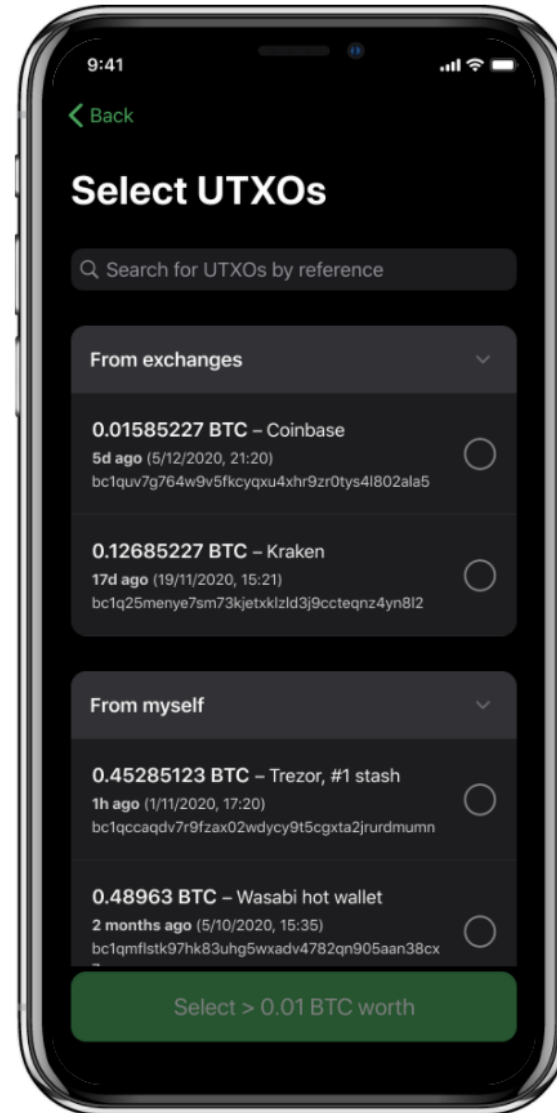 9:41
Back
Select UTXOs
Search for UTXOs by reference
From exchanges
0.01585227 BTC – Coinbase
5d ago (5/12/2020, 21:20)
bc1quv7g764w9v5fkcyqxu4xhr9zr0tys4l802ala5
0.12685227 BTC – Kraken
17d ago (19/11/2020, 15:21)
bc1q25menye7sm73kjetxklzld3j9ccteqnz4yn8l2
From myself
0.45285123 BTC – Trezor, #1 stash
1h ago (1/11/2020, 17:20)
bc1qccaqdv7r9fzax02wdycy9t5cgxta2jrurdmumn
0.48963 BTC – Wasabi hot wallet
2 months ago (5/10/2020, 15:35)
bc1qmflstk97hk83uhg5wxadv4782qn905aan38cx
Select > 0.01 BTC worth